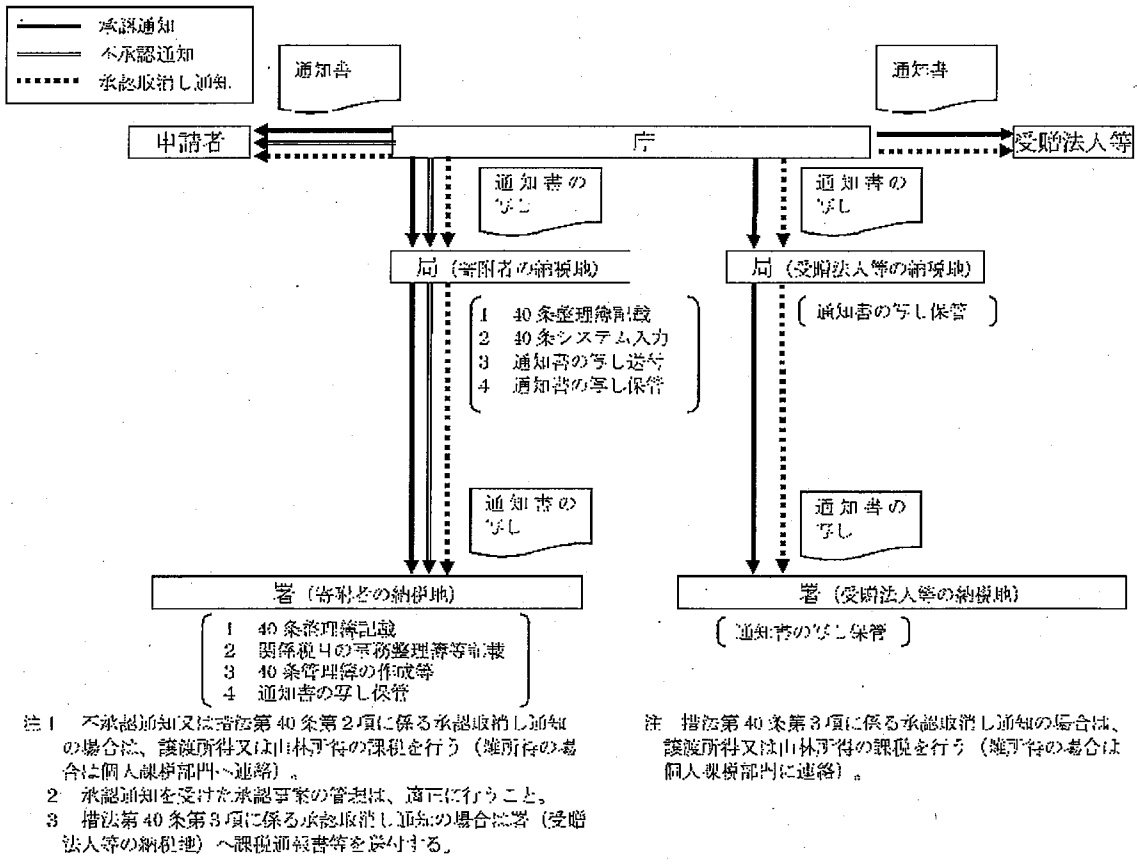 承認通知
不承認通知
承認取消し通知
通知書
通知書
申請者
庁
受贈法人等
通知書の
写し
通知書の
写し
局（寄附者の納税地）
局（受贈法人等の納税地）
1 40条整理簿記載
2 40条システム入力
3 通知書の写し送付
4 通知書の写し保管
通知書の写し保管
通知書の
写し
通知書の
写し
署（寄附者の納税地）
署（受贈法人等の納税地）
1 40条整理簿記載
2 関係税目の事務整理簿等記載
3 40条管理簿の作成等
4 通知書の写し保管
通知書の写し保管
注1 不承認通知又は措法第40条第2項に係る承認取消し通知
の場合は、譲渡所得又は山林所得の課税を行う（雑所得の場
合は個人課税部門へ連絡）。
2 承認通知を受けた承認事案の管理は、適正に行うこと。
3 措法第40条第3項に係る承認取消し通知の場合は署（受贈
法人等の納税地）へ課税通報書等を送付する。
注 措法第40条第3項に係る承認取消し通知の場合は、
譲渡所得又は山林所得の課税を行う（雑所得の場合は
個人課税部門に連絡）。